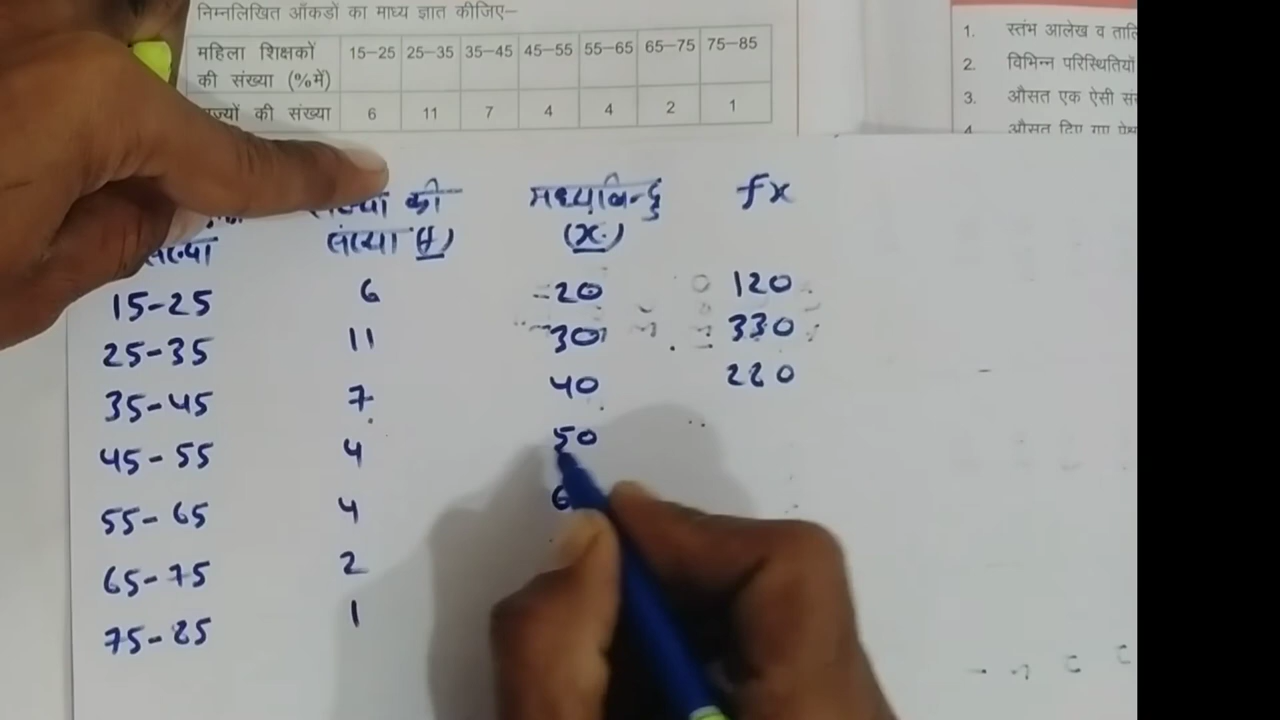 निम्नलिखित आँकड़ों का माध्य ज्ञात कीजिए–
महिला शिक्षकों की संख्या (%में) 15–25 25–35 35–45 45–55 55–65 65–75 75–85
की संख्या 6 11 7 4 4 2 1
1. स्तंभ आलेख व
2. विभिन्न परिस्थितियों
3. औसत एक ऐसी
4. औसत दिए गए
की मध्यबिन्दु fx
संख्या संख्या (f) (x)
15-25 6 20 120
25-35 11 30 330
35-45 7 40 280
45-55 4 50
55-65 4
65-75 2
75-85 1